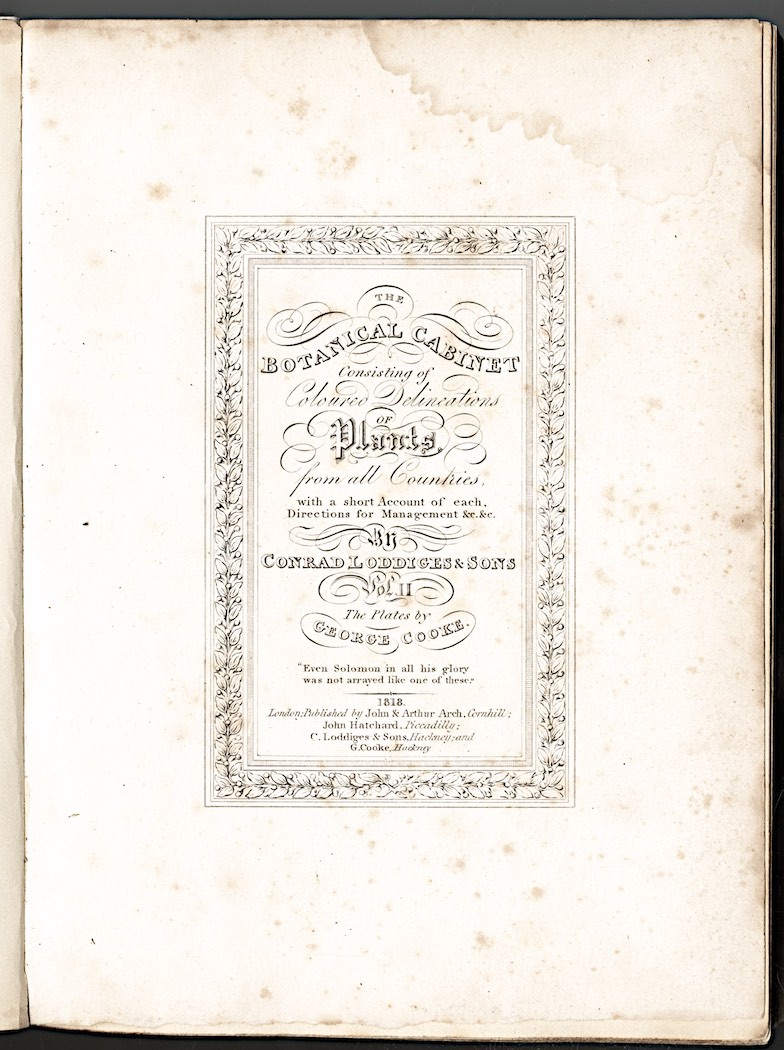 THE
BOTANICAL CABINET
Consisting of
Coloured Delineations
OF
Plants,
from all Countries,
with a short Account of each,
Directions for Management &c.&c.
By
CONRAD LODDIGES & SONS
Vol. II
The Plates by
GEORGE COOKE.
"Even Solomon in all his glory
was not arrayed like one of these."
1818.
London; Published by John & Arthur Arch, Cornhill;
John Hatchard, Piccadilly;
C. Loddiges & Sons, Hackney; and
G. Cooke, Hackney